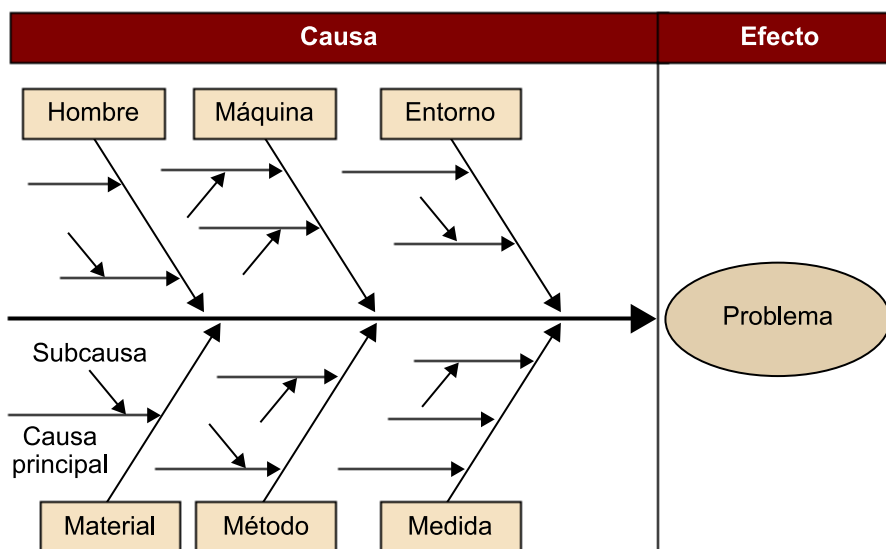 Causa
Efecto
Hombre
Máquina
Entorno
Problema
Subcausa
Causa
principal
Material
Método
Medida